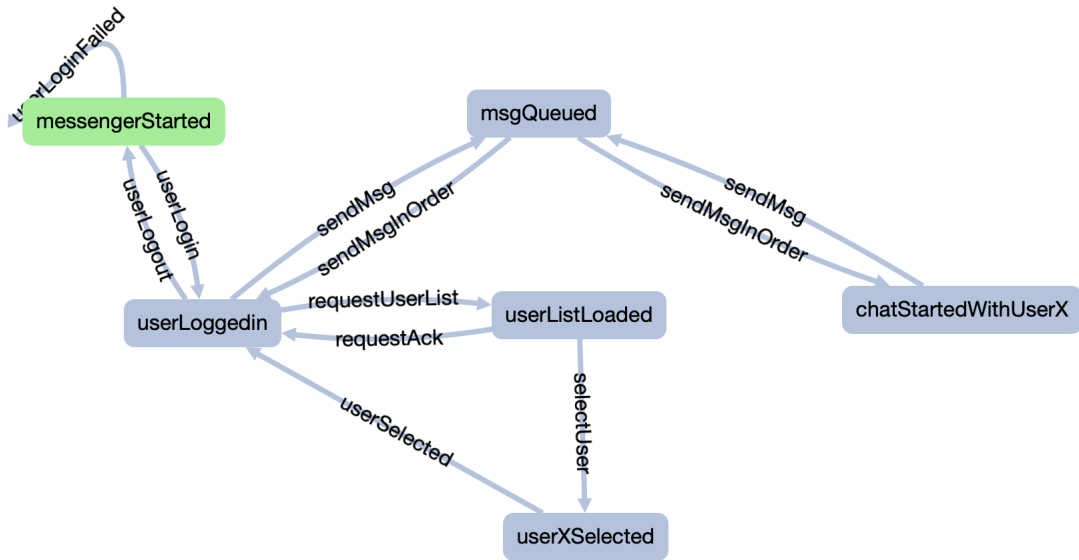 userLoginFailed
messengerStarted
msgQueued
userLogout
userLogin
sendMsg
sendMsgInOrder
sendMsg
sendMsgInOrder
userLoggedin
requestUserList
userListLoaded
chatStartedWithUserX
requestAck
selectUser
userSelected
userXSelected